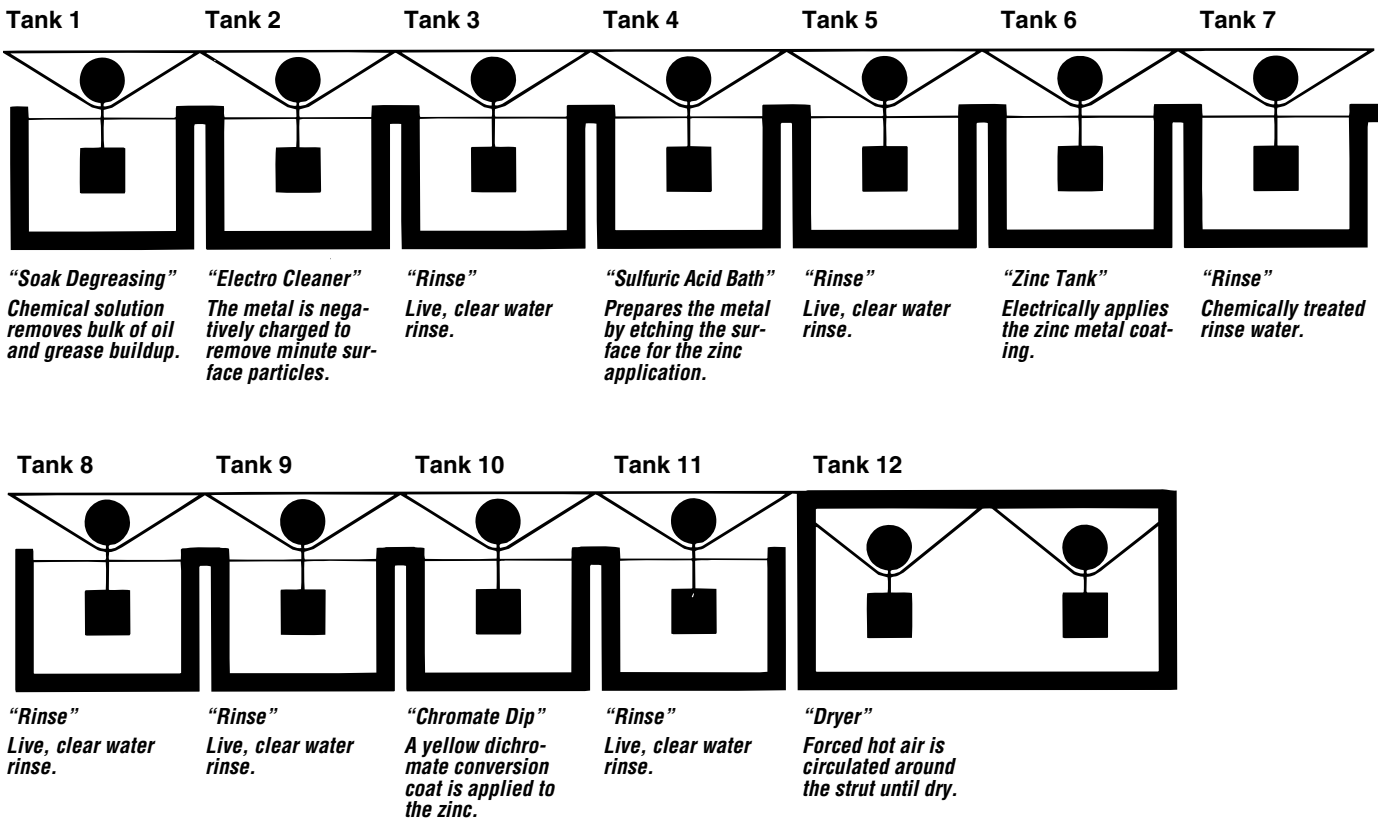 Tank 1 Tank 2 Tank 3 Tank 4 Tank 5 Tank 6 Tank 7
“Soak Degreasing”
Chemical solution
removes bulk of oil
and grease buildup.
“Electro Cleaner”
The metal is nega-
tively charged to
remove minute sur-
face particles.
“Rinse”
Live, clear water
rinse.
“Sulfuric Acid Bath”
Prepares the metal
by etching the sur-
face for the zinc
application.
“Rinse”
Live, clear water
rinse.
“Zinc Tank”
Electrically applies
the zinc metal coat-
ing.
“Rinse”
Chemically treated
rinse water.
Tank 8 Tank 9 Tank 10 Tank 11 Tank 12
“Rinse”
Live, clear water
rinse.
“Rinse”
Live, clear water
rinse.
“Chromate Dip”
A yellow dichro-
mate conversion
coat is applied to
the zinc.
“Rinse”
Live, clear water
rinse.
“Dryer”
Forced hot air is
circulated around
the strut until dry.